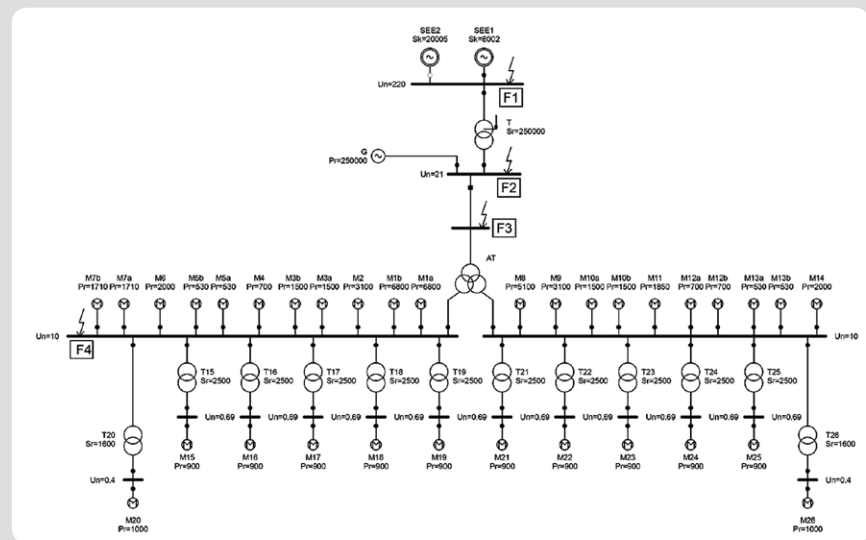 SEE2
Sk=20005
SEE1
Sk=8002
Un=220
F1
T
Sr=250000
G
Pr=250000
Un=21
F2
F3
AT
M7b
Pr=1710
M7a
Pr=1710
M6
Pr=2000
M5b
Pr=530
M5a
Pr=530
M4
Pr=700
M3b
Pr=1500
M3a
Pr=1500
M2
Pr=3100
M1b
Pr=6800
M1a
Pr=6800
M8
Pr=5100
M9
Pr=3100
M10a
Pr=1500
M10b
Pr=1500
M11
Pr=1850
M12a
Pr=700
M12b
Pr=700
M13a
Pr=530
M13b
Pr=530
M14
Pr=2000
Un=10
F4
Un=10
T15
Sr=2500
T16
Sr=2500
T17
Sr=2500
T18
Sr=2500
T19
Sr=2500
T21
Sr=2500
T22
Sr=2500
T23
Sr=2500
T24
Sr=2500
T25
Sr=2500
Un=0.69
Un=0.69
Un=0.69
Un=0.69
Un=0.69
Un=0.69
Un=0.69
Un=0.69
Un=0.69
Un=0.69
T20
Sr=1600
T26
Sr=1600
M15
Pr=900
M16
Pr=900
M17
Pr=900
M18
Pr=900
M19
Pr=900
M21
Pr=900
M22
Pr=900
M23
Pr=900
M24
Pr=900
M25
Pr=900
Un=0.4
Un=0.4
M20
Pr=1000
M26
Pr=1000